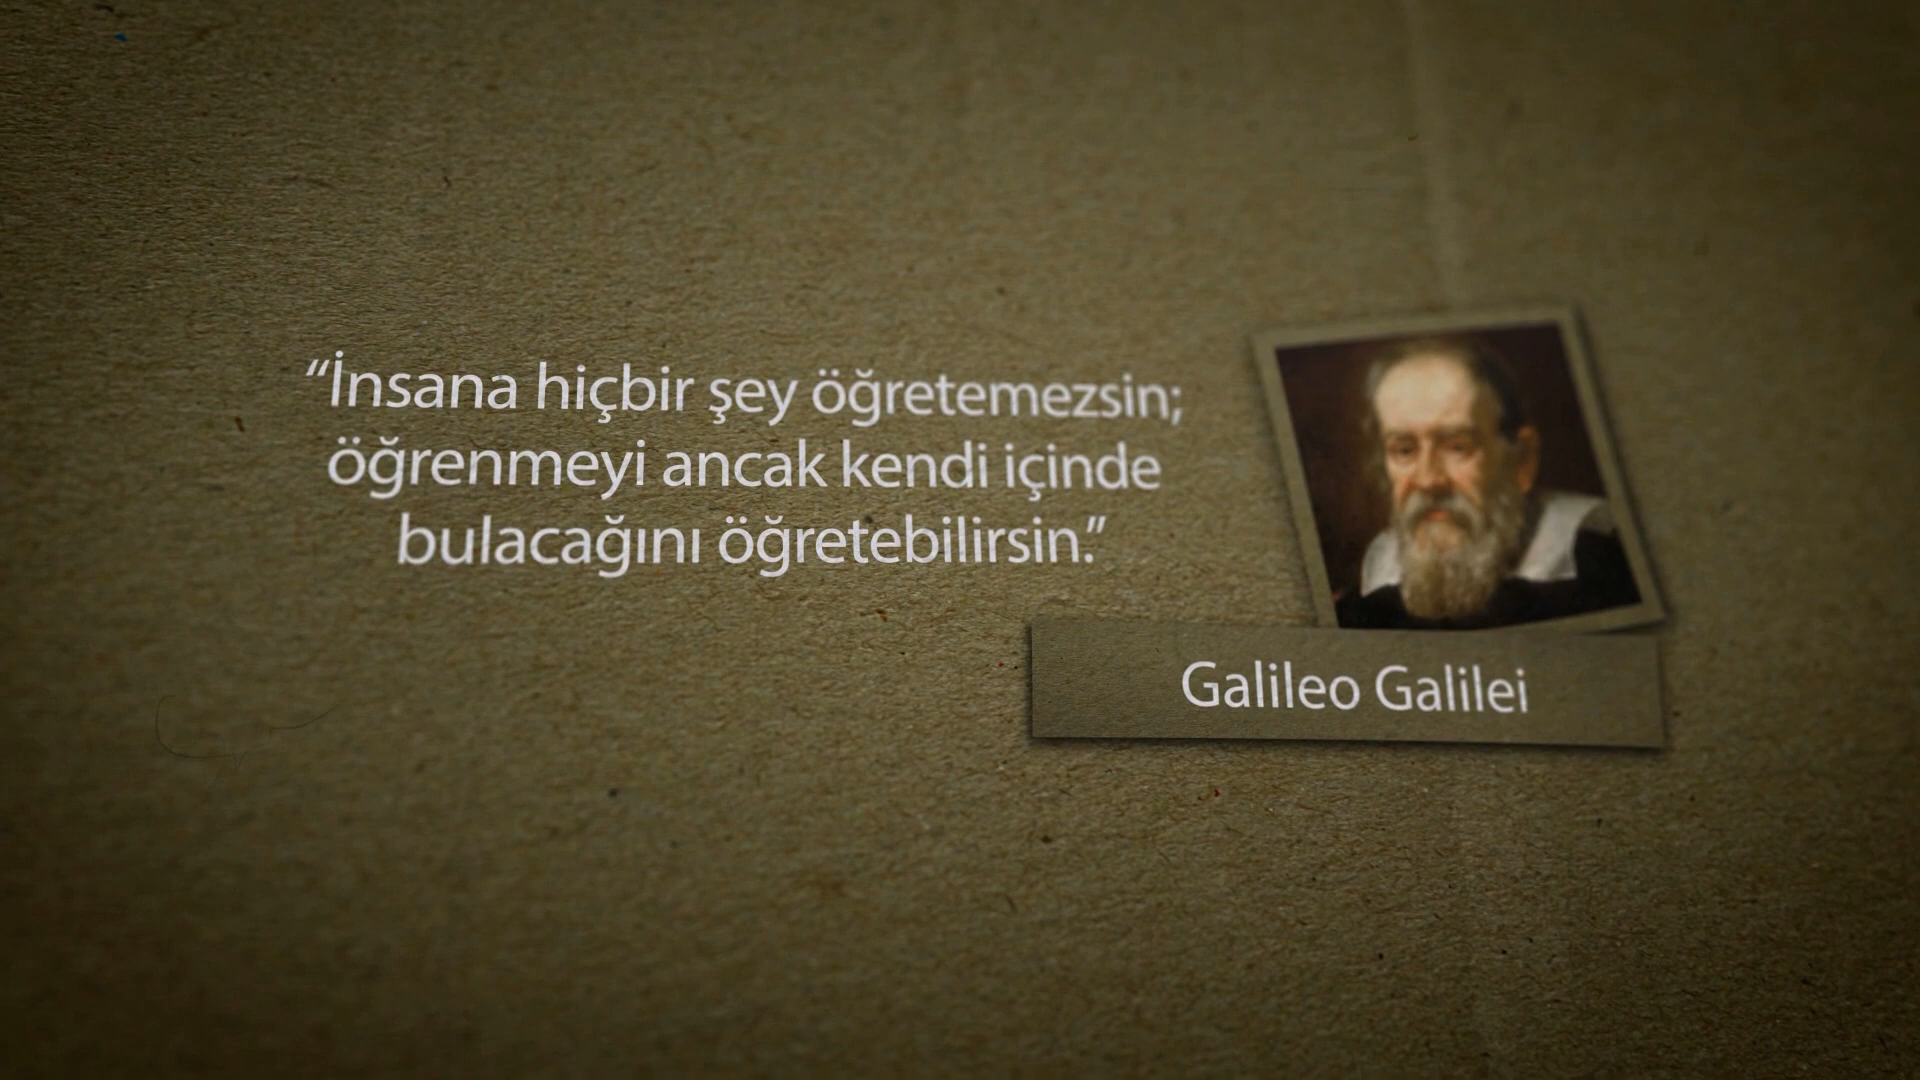 “İnsana hiçbir şey öğretemezsin;
öğrenmeyi ancak kendi içinde
bulacağını öğretebilirsin.”
Galileo Galilei